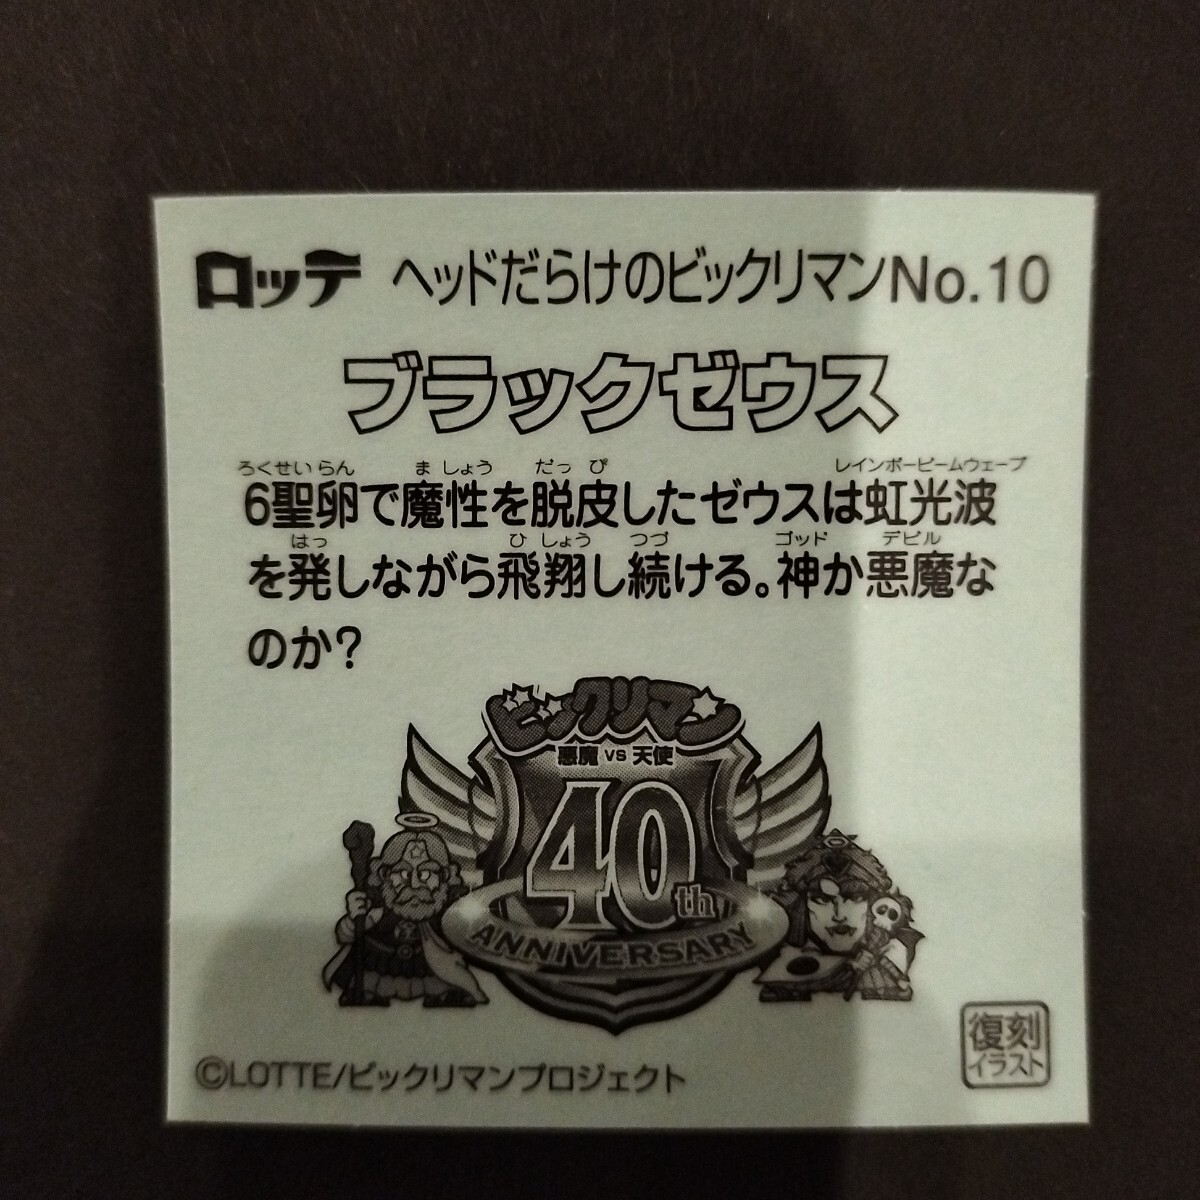 ロッテ ヘッドだらけのビックリマンNo.10
ブラックゼウス
ろくせいらん ましょう だっぴ レインボービームウェーブ
6聖卵で魔性を脱皮したゼウスは虹光波
はっ ひしょう つづ ゴッド デビル
を発しながら飛翔し続ける。神か悪魔な
のか?
ビックリマン
悪魔 VS 天使
40th
ANNIVERSARY
復刻
イラスト
©LOTTE/ビックリマンプロジェクト